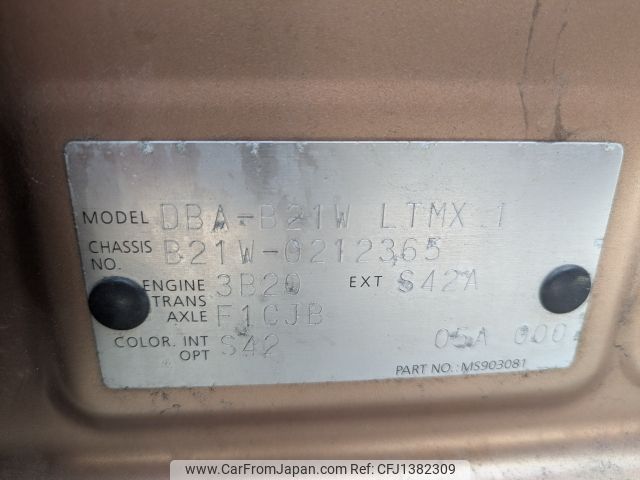 MODEL DBA-B21W LTMX 1
CHASSIS NO. B21W-0212365
ENGINE 3B20 EXT S42A
TRANS AXLE F1CJB
COLOR. INT OPT S42 05A 000
PART NO. MS903081
www.CarFromJapan.com CFJ1382309